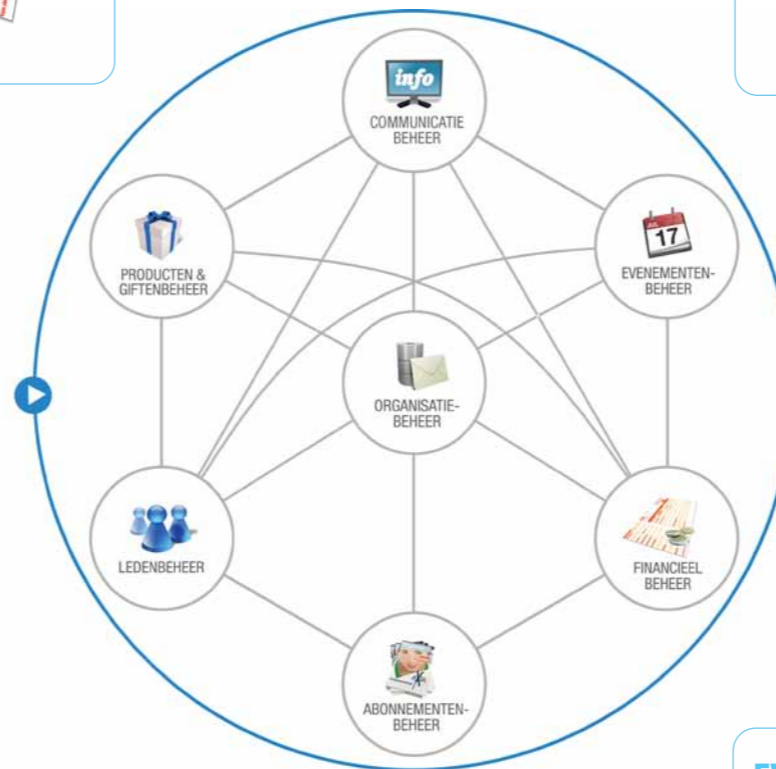 info
COMMUNICATIE
BEHEER
PRODUCTEN &
GIFTENBEHEER
17
EVENEMENTEN-
BEHEER
ORGANISATIE-
BEHEER
LEDENBEHEER
FINANCIEEL
BEHEER
ABONNEMENTEN-
BEHEER